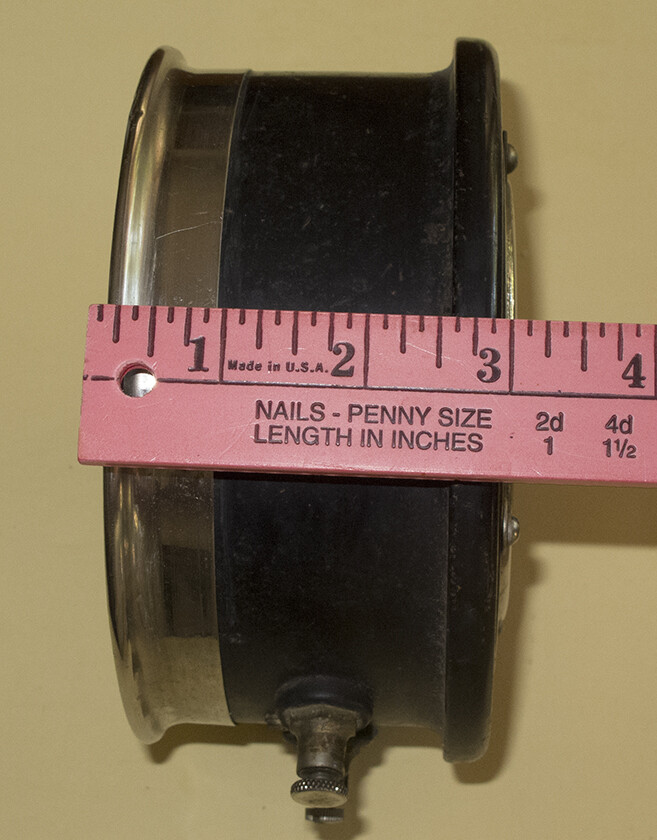 1 Made in U.S.A. 2 3 4
NAILS - PENNY SIZE 2d 4d
LENGTH IN INCHES 1 1½